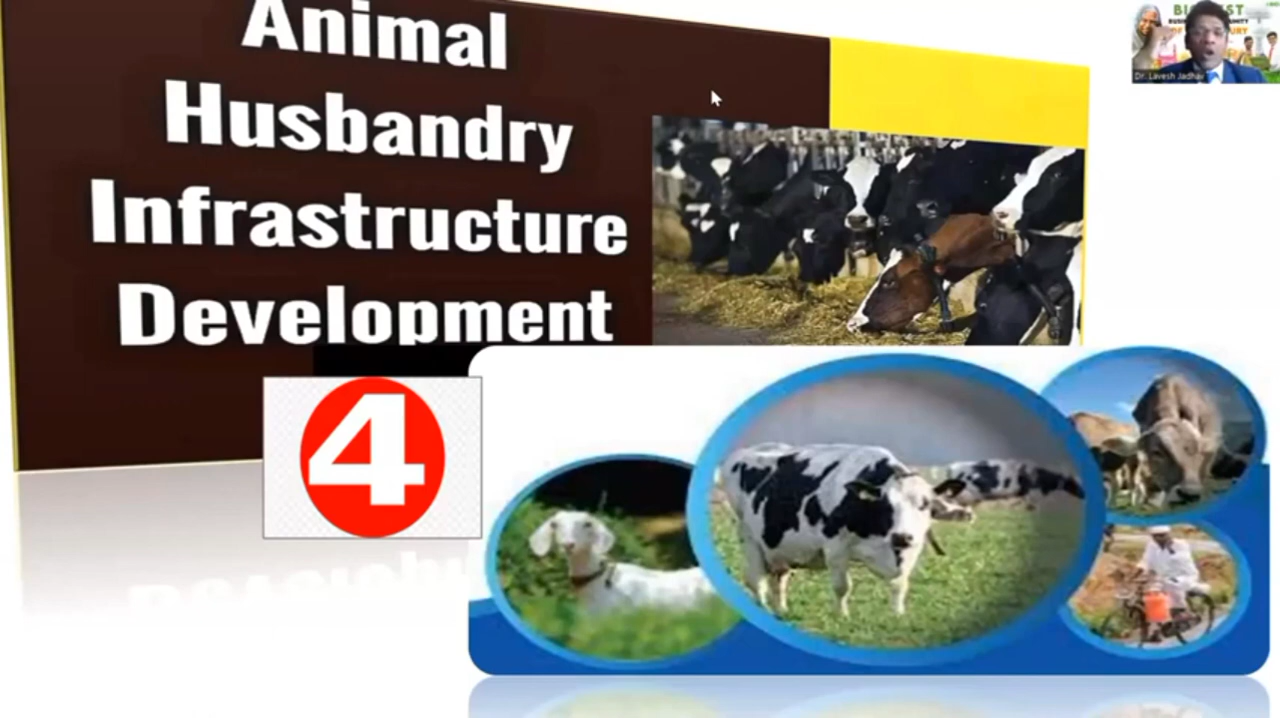 Animal
Husbandry
Infrastructure
Development
4
Dr. Lavesh Jadhav